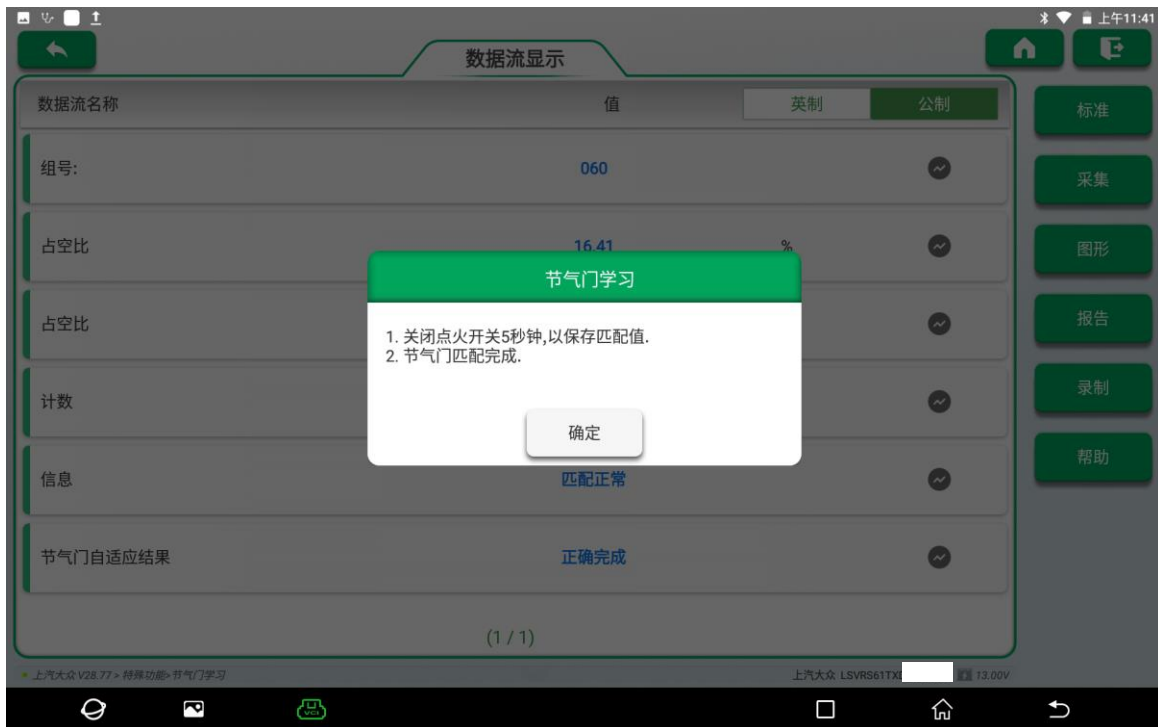 上午11:41
数据流显示
数据流名称 值 英制 公制
标准
组号: 060
采集
占空比 16.41 %
图形
节气门学习
占空比
报告
1. 关闭点火开关5秒钟,以保存匹配值.
2. 节气门匹配完成.
计数
录制
确定
帮助
信息 匹配正常
节气门自适应结果 正确完成
(1 / 1)
上汽大众 V28.77 > 特殊功能>节气门学习
上汽大众 LSVRS61TX
13.00V
VCI